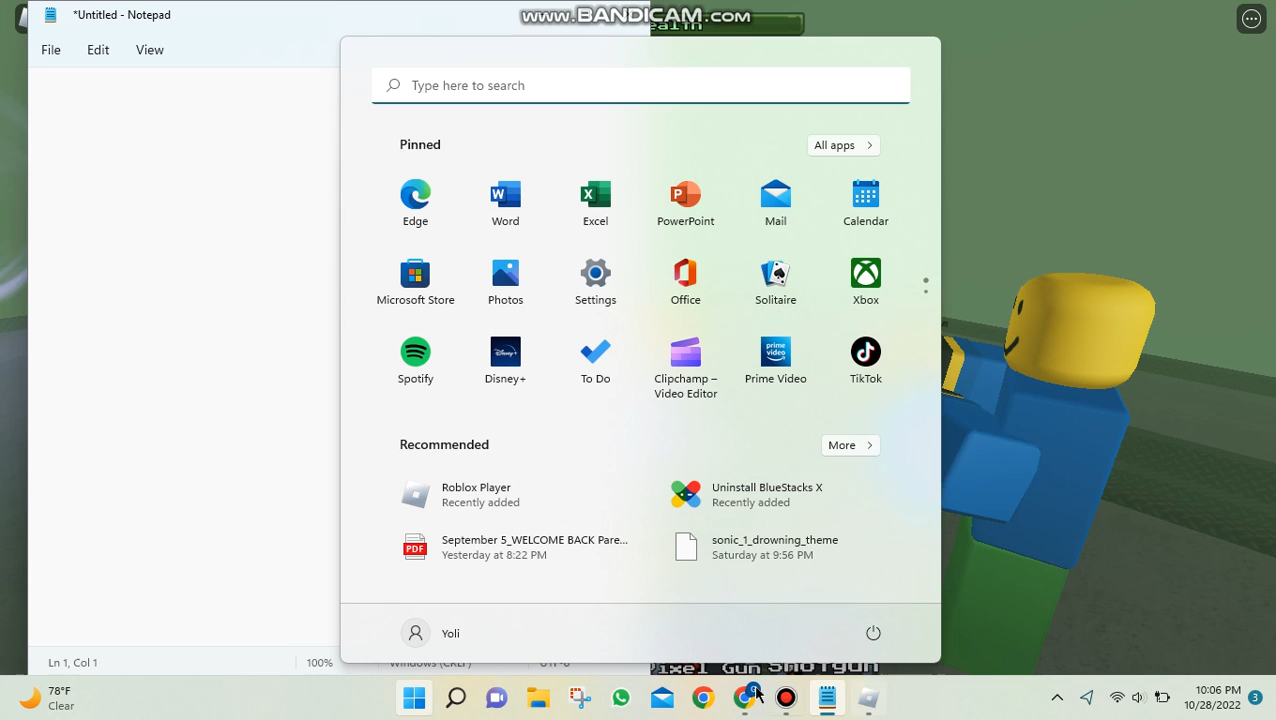 *Untitled - Notepad
www.BANDICAM.com
ealth
File Edit View
Type here to search
Pinned
All apps
Edge Word Excel PowerPoint Mail Calendar
Microsoft Store Photos Settings Office Solitaire Xbox
Spotify Disney+ To Do Clipchamp – Video Editor Prime Video TikTok
Recommended
More
Roblox Player
Recently added
Uninstall BlueStacks X
Recently added
September 5_WELCOME BACK Pare...
Yesterday at 8:22 PM
sonic_1_drowning_theme
Saturday at 9:56 PM
Yoli
Ln 1, Col 1
100%
Windows (CRLF)
UTF-8
Pixel Gun Shotgun
78°F
Clear
10:06 PM
10/28/2022
3